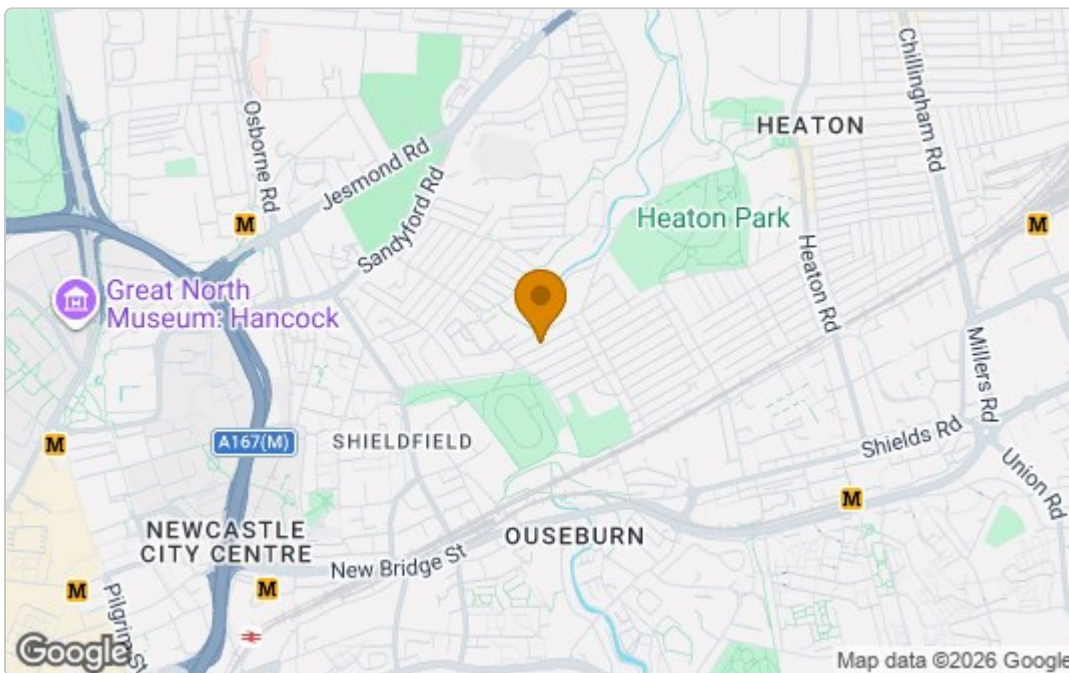 Chillingham Rd
HEATON
Osborne Rd
Jesmond Rd
Sandyford Rd
M
M
Heaton Park
Heaton Rd
Great North
Museum: Hancock
Millers Rd
A167(M)
SHIELDFIELD
M
Shields Rd
Union Rd
M
NEWCASTLE
CITY CENTRE
OUSEBURN
New Bridge St
M
M
Pilgrim St
Google
Map data ©2026 Google